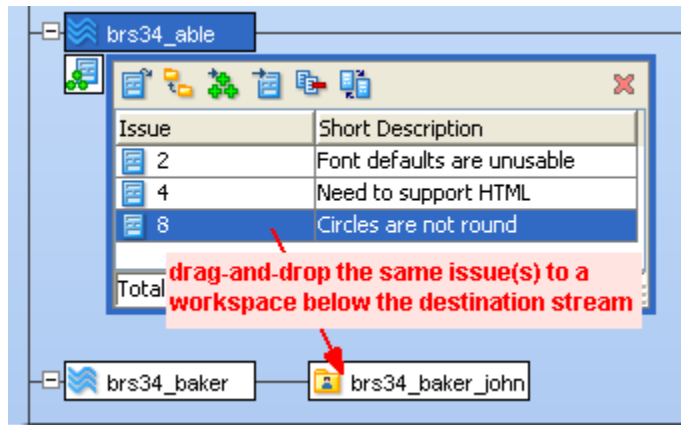 brs34_able
Issue Short Description
2 Font defaults are unusable
4 Need to support HTML
8 Circles are not round
Total
drag-and-drop the same issue(s) to a
workspace below the destination stream
brs34_baker brs34_baker_john